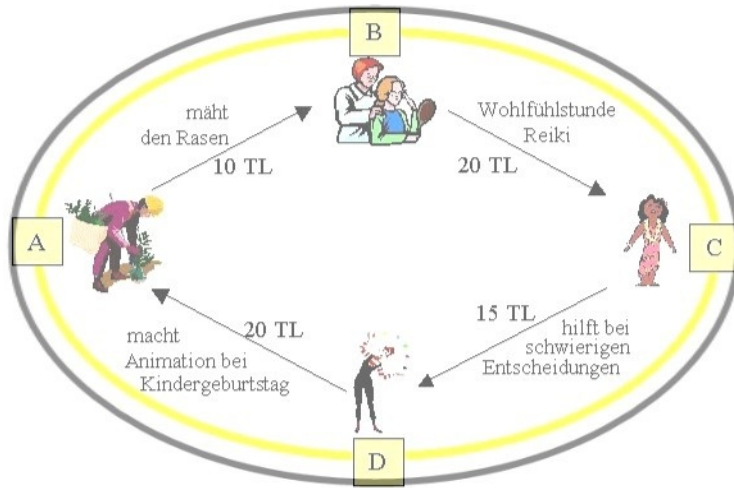 B
mäht
den Rasen
10 TL
Wohlfühlstunde
Reiki
20 TL
A
C
20 TL
macht
Animation bei
Kindergeburtstag
15 TL
hilft bei
schwierigen
Entscheidungen
D